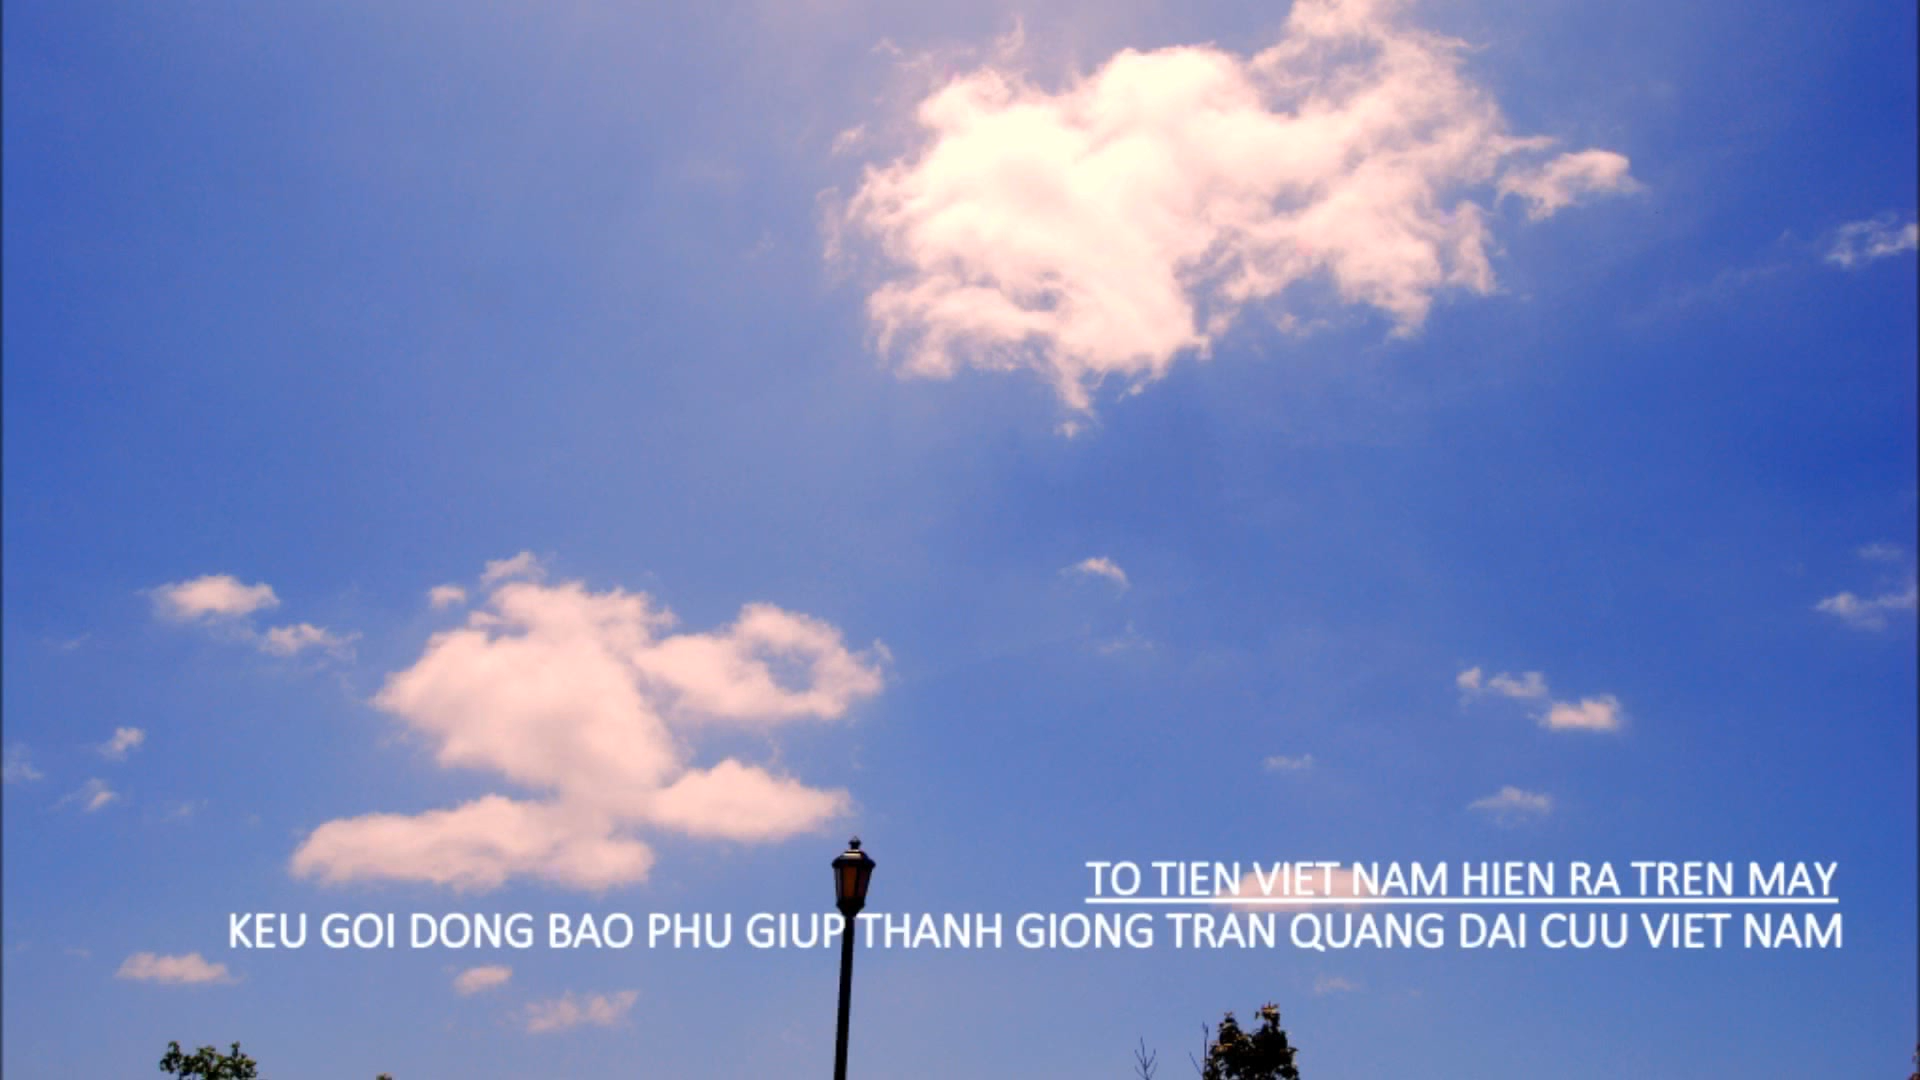 TO TIEN VIET NAM HIEN RA TREN MAY
KEU GOI DONG BAO PHU GIUP THANH GIONG TRAN QUANG DAI CUU VIET NAM